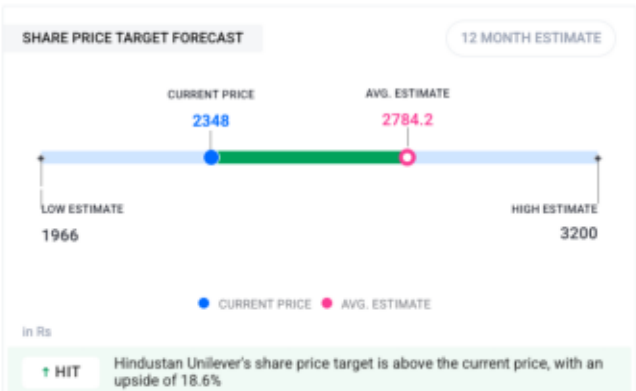 SHARE PRICE TARGET FORECAST
12 MONTH ESTIMATE
CURRENT PRICE
2348
AVG. ESTIMATE
2784.2
LOW ESTIMATE
1966
HIGH ESTIMATE
3200
CURRENT PRICE
AVG. ESTIMATE
in Rs
↑ HIT
Hindustan Unilever's share price target is above the current price, with an
upside of 18.6%